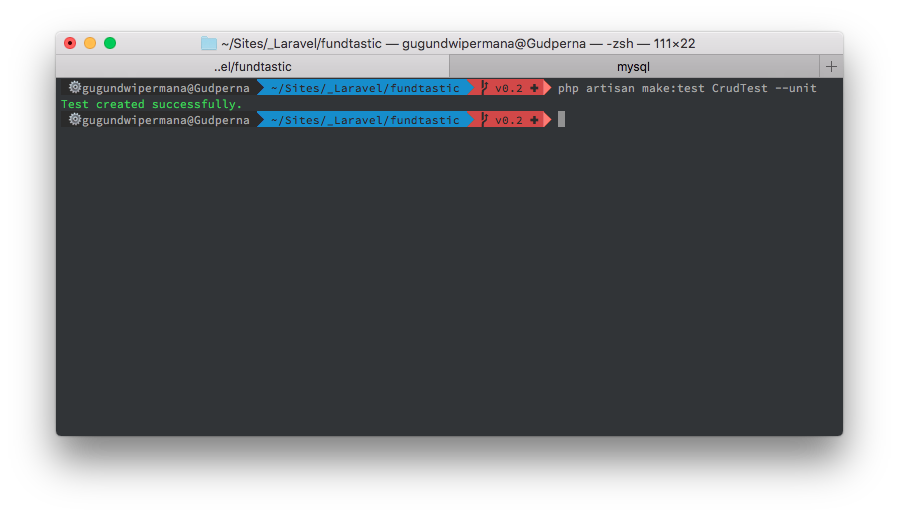 ~/Sites/_Laravel/fundtastic — gugundwipermana@Gudperna — -zsh — 111×22
..el/fundtastic
mysql
gugundwipermana@Gudperna ~/Sites/_Laravel/fundtastic v0.2 + php artisan make:test CrudTest --unit
Test created successfully.
gugundwipermana@Gudperna ~/Sites/_Laravel/fundtastic v0.2 +